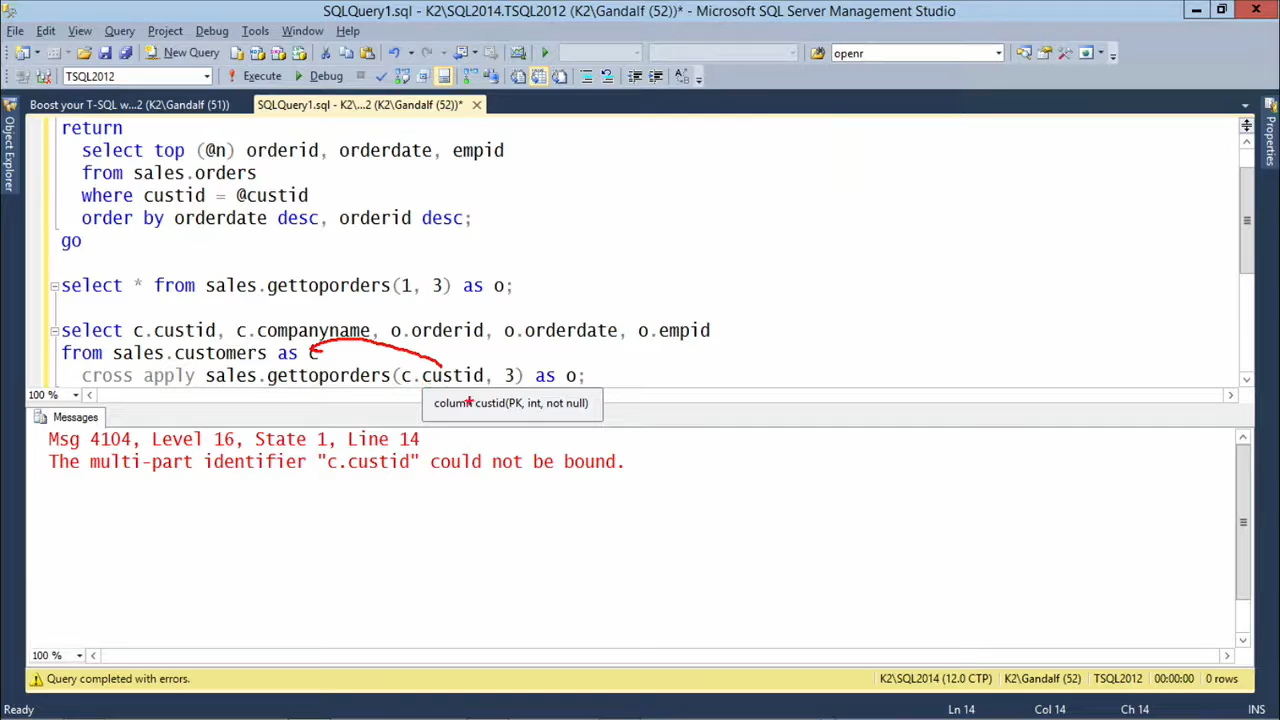 SQLQuery1.sql - K2\SQL2014.TSQL2012 (K2\Gandalf (52))* - Microsoft SQL Server Management Studio
File Edit View Query Project Debug Tools Window Help
New Query openr
TSQL2012 Execute Debug
Boost your T-SQL w...2 (K2\Gandalf (51)) SQLQuery1.sql - K2\...2 (K2\Gandalf (52))*
Object Explorer
Properties
return
select top (@n) orderid, orderdate, empid
from sales.orders
where custid = @custid
order by orderdate desc, orderid desc;
go
select * from sales.gettoporders(1, 3) as o;
select c.custid, c.companyname, o.orderid, o.orderdate, o.empid
from sales.customers as c
cross apply sales.gettoporders(c.custid, 3) as o;
100 %
column custid(PK, int, not null)
Messages
Msg 4104, Level 16, State 1, Line 14
The multi-part identifier "c.custid" could not be bound.
100 %
Query completed with errors. K2\SQL2014 (12.0 CTP) K2\Gandalf (52) TSQL2012 00:00:00 0 rows
Ready Ln 14 Col 14 Ch 14 INS